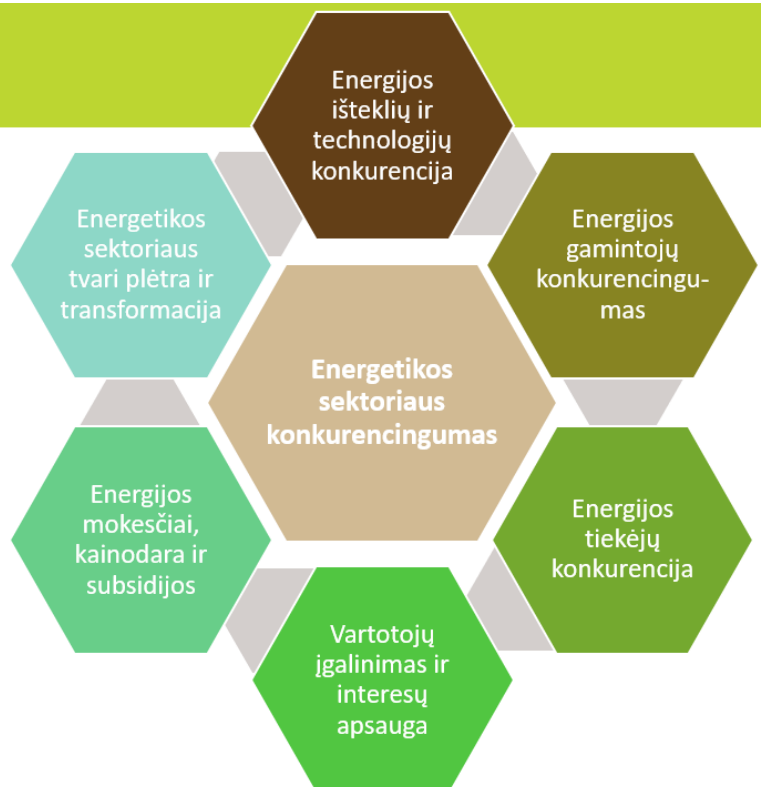 Energijos
išteklių ir
technologijų
konkurencija
Energijos
gamintojų
konkurencingu-
mas
Energijos
tiekėjų
konkurencija
Vartotojų
įgalinimas ir
interesų
apsauga
Energijos
mokesčiai,
kainodara ir
subsidijos
Energetikos
sektoriaus
tvari plėtra ir
transformacija
Energetikos
sektoriaus
konkurencingumas